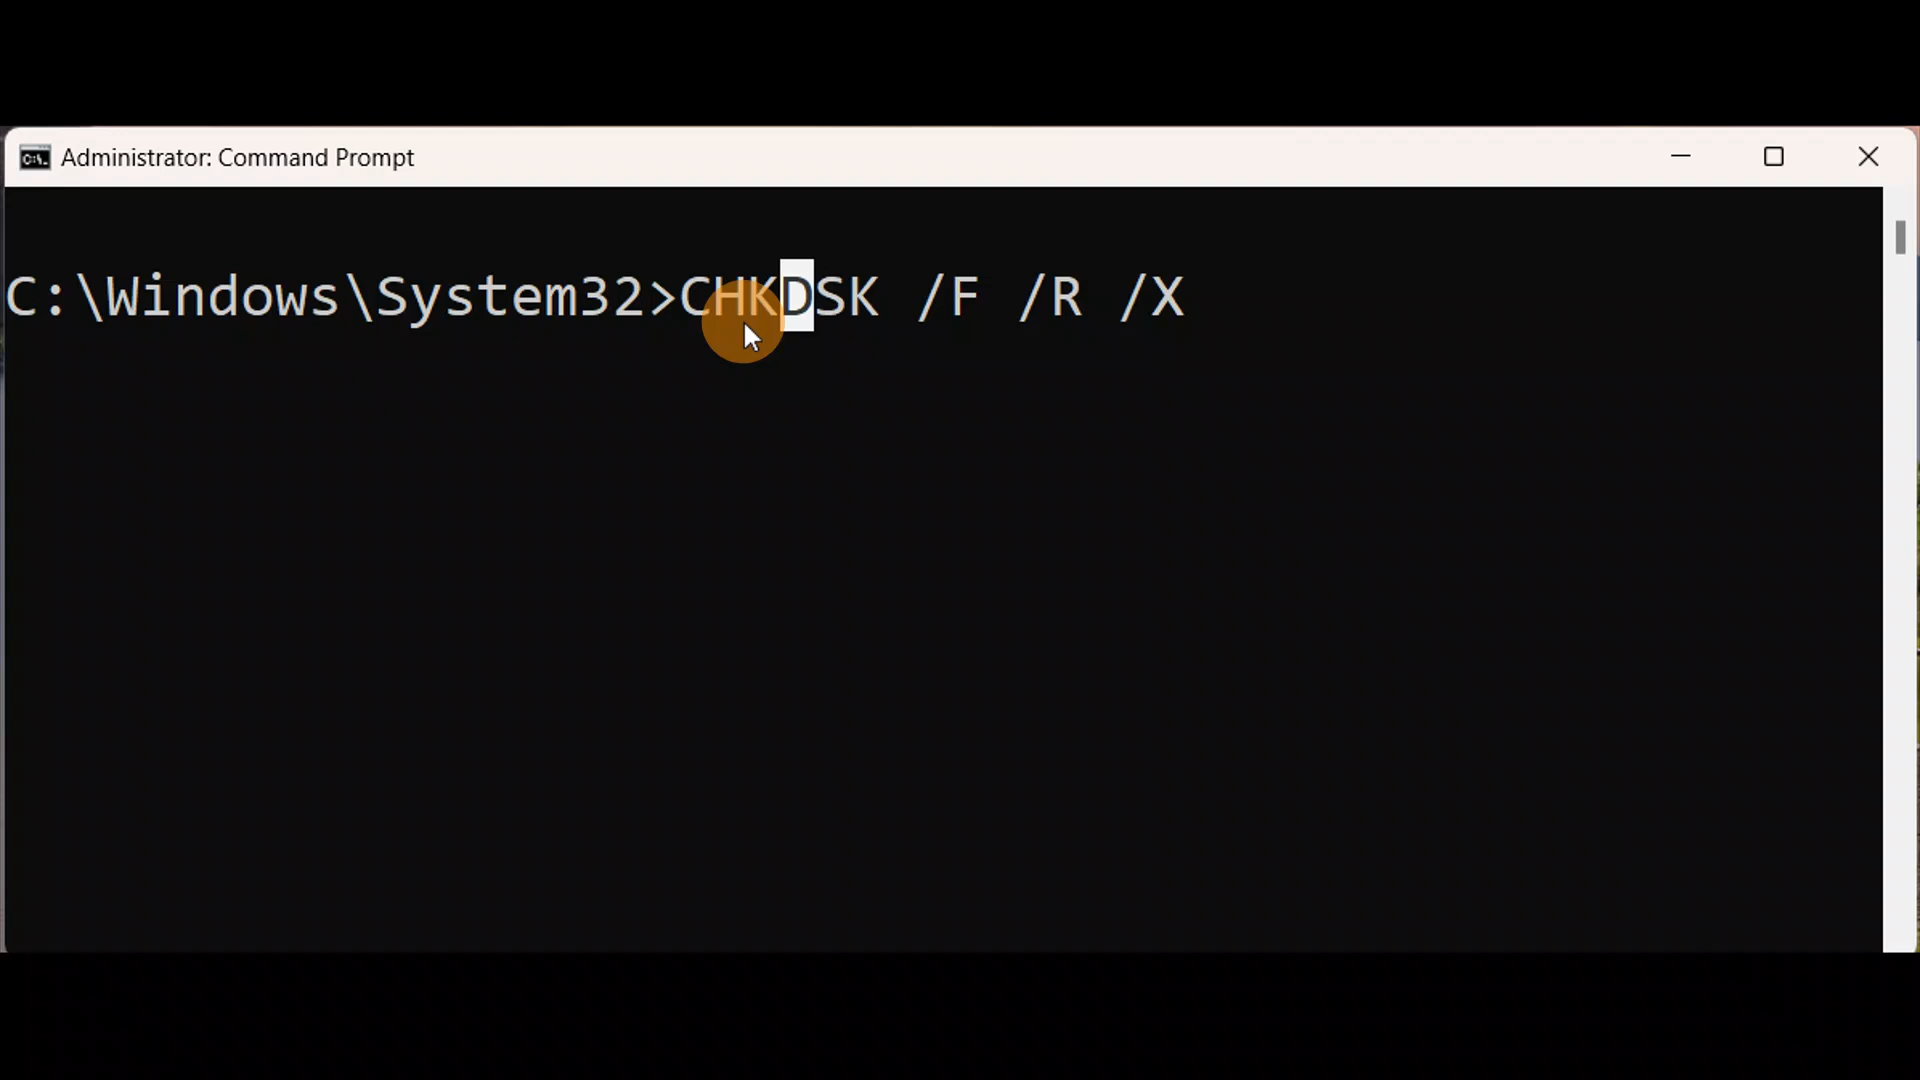 Administrator: Command Prompt
C:\Windows\System32>CHKDSK /F /R /X